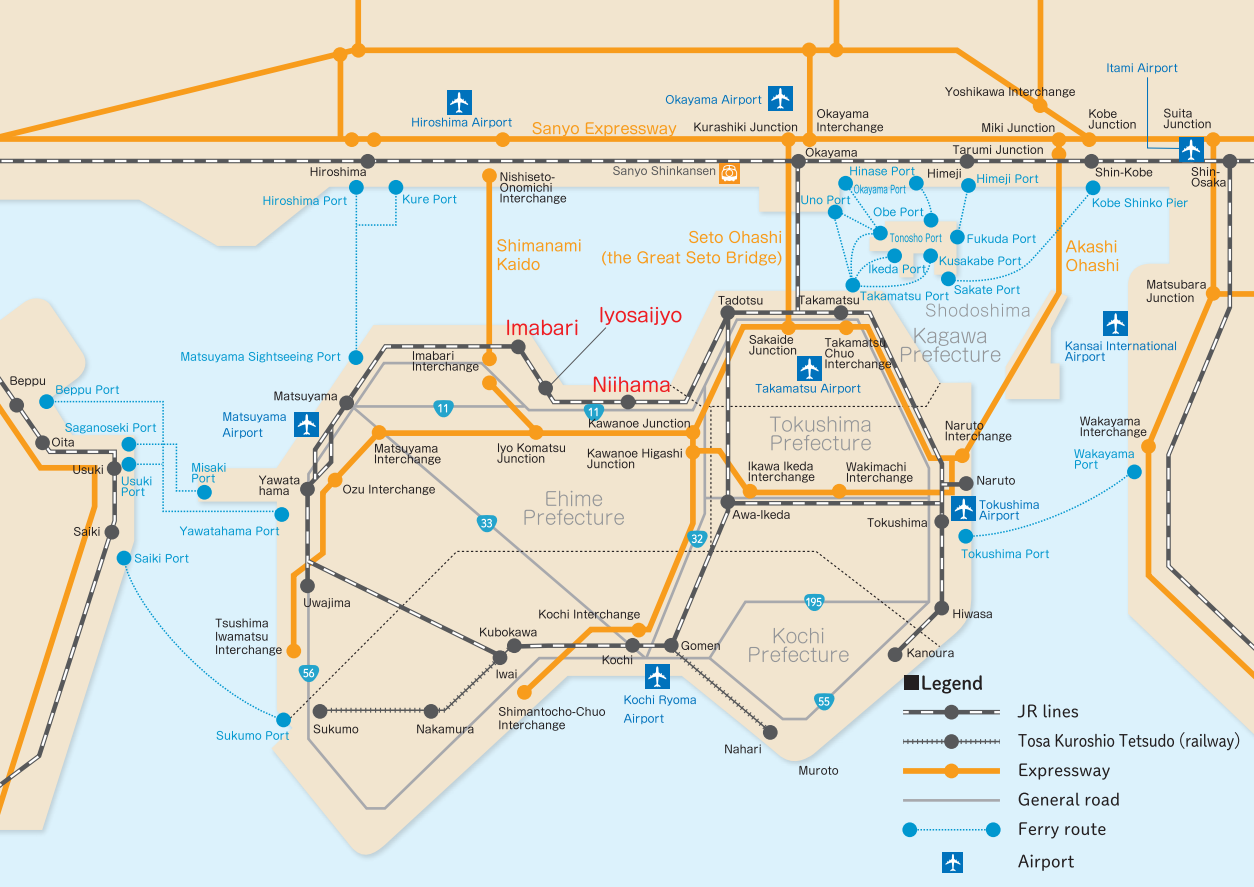 Itami Airport
Yoshikawa Interchange
Okayama Airport
Hiroshima Airport
Okayama
Interchange
Kobe
Junction
Suita
Junction
Sanyo Expressway
Kurashiki Junction
Miki Junction
Okayama
Tarumi Junction
Hiroshima
Sanyo Shinkansen
Himeji
Shin-Kobe
Shin-
Osaka
Nishiseto-
Onomichi
Interchange
Hinase Port
Okayama Port
Himeji Port
Hiroshima Port
Kure Port
Uno Port
Obe Port
Kobe Shinko Pier
Shimanami
Kaido
Seto Ohashi
(the Great Seto Bridge)
Tonosho Port
Fukuda Port
Akashi
Ohashi
Ikeda Port
Kusakabe Port
Takamatsu Port
Sakate Port
Matsubara
Junction
Shodoshima
Tadotsu
Takamatsu
Imabari
Iyosaijyo
Kagawa
Prefecture
Kansai International
Airport
Matsuyama Sightseeing Port
Imabari
Interchange
Sakaide
Junction
Takamatsu
Chuo
Interchange
Takamatsu Airport
Niihama
Beppu
Beppu Port
Matsuyama
11
11
Matsuyama
Airport
Saganoseki Port
Kawanoe Junction
Tokushima
Prefecture
Naruto
Interchange
Wakayama
Interchange
Oita
Matsuyama
Interchange
Iyo Komatsu
Junction
Kawanoe Higashi
Junction
Wakayama
Port
Usuki
Usuki
Port
Misaki
Port
Yawata
hama
Ozu Interchange
Ikawa Ikeda
Interchange
Wakimachi
Interchange
Naruto
Ehime
Prefecture
Awa-Ikeda
Tokushima
Tokushima
Airport
Yawatahama Port
33
32
Saiki
Saiki Port
Tokushima Port
Uwajima
195
Hiwasa
Tsushima
Iwamatsu
Interchange
Kochi Interchange
Kubokawa
Kochi
Prefecture
Gomen
Kochi
Kanoura
Iwai
56
Legend
Kochi Ryoma
Airport
55
Shimantocho-Chuo
Interchange
JR lines
Sukumo
Nakamura
Sukumo Port
Tosa Kuroshio Tetsudo (railway)
Nahari
Muroto
Expressway
General road
Ferry route
Airport